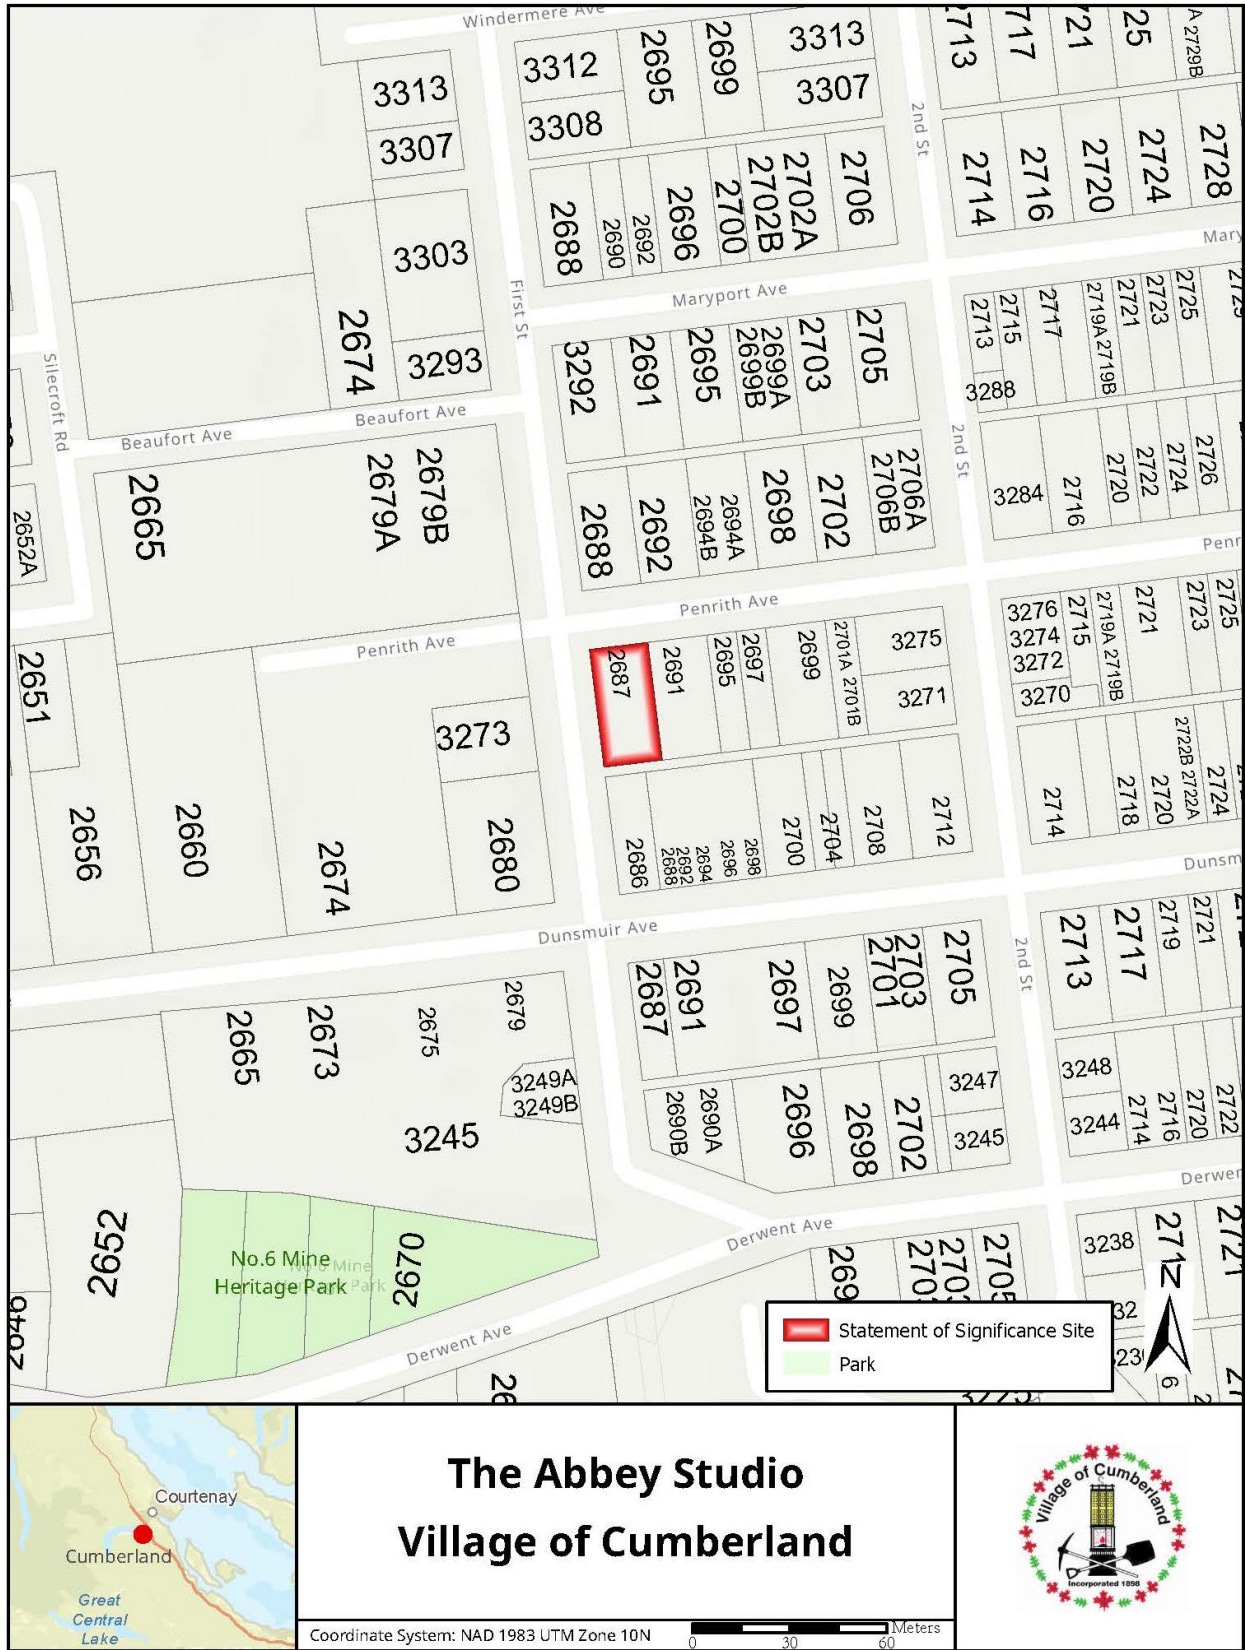 Windermere Ave
3313
3307
3312
3308
2695
2699
3313
3307
2713
2729B
2nd St
2714
2716
2720
2724
2728
2688
2690
2692
2696
2700
2702B
2702A
2706
3303
3293
2674
First St
Maryport Ave
2713
2715
2717
2719A 2719B
2721
2723
2725
3288
Silecroft Rd
Beaufort Ave
Beaufort Ave
3292
2691
2695
2699B
2699A
2703
2705
2nd St
2665
2679A
2679B
2652A
2688
2692
2694B
2694A
2698
2702
2706B
2706A
3284
2716
2720
2722
2724
2726
Penrith Ave
Penrith Ave
2651
2687
2691
2695
2697
2699
2701A 2701B
3275
3271
3276
3274
3272
3270
2715
2719A 2719B
2721
2723
2725
3273
2656
2660
2674
2680
2686
2688
2692
2694
2696
2698
2700
2704
2708
2712
2714
2718
2720
2722B 2722A
2724
Dunsmuir Ave
2nd St
2665
2673
2675
2679
3249A
3249B
3245
2687
2691
2697
2699
2701
2703
2705
2713
2717
2719
2721
2690B
2690A
2696
2698
2702
3247
3245
3248
3244
2714
2716
2720
2722
2652
No.6 Mine
Heritage Park
2670
Derwent Ave
Derwent Ave
2705
3238
2721
Statement of Significance Site
Park
N
Courtenay
Cumberland
Great
Central
Lake
The Abbey Studio
Village of Cumberland
Coordinate System: NAD 1983 UTM Zone 10N
0 30 60 Meters
Village of Cumberland
Incorporated 1898